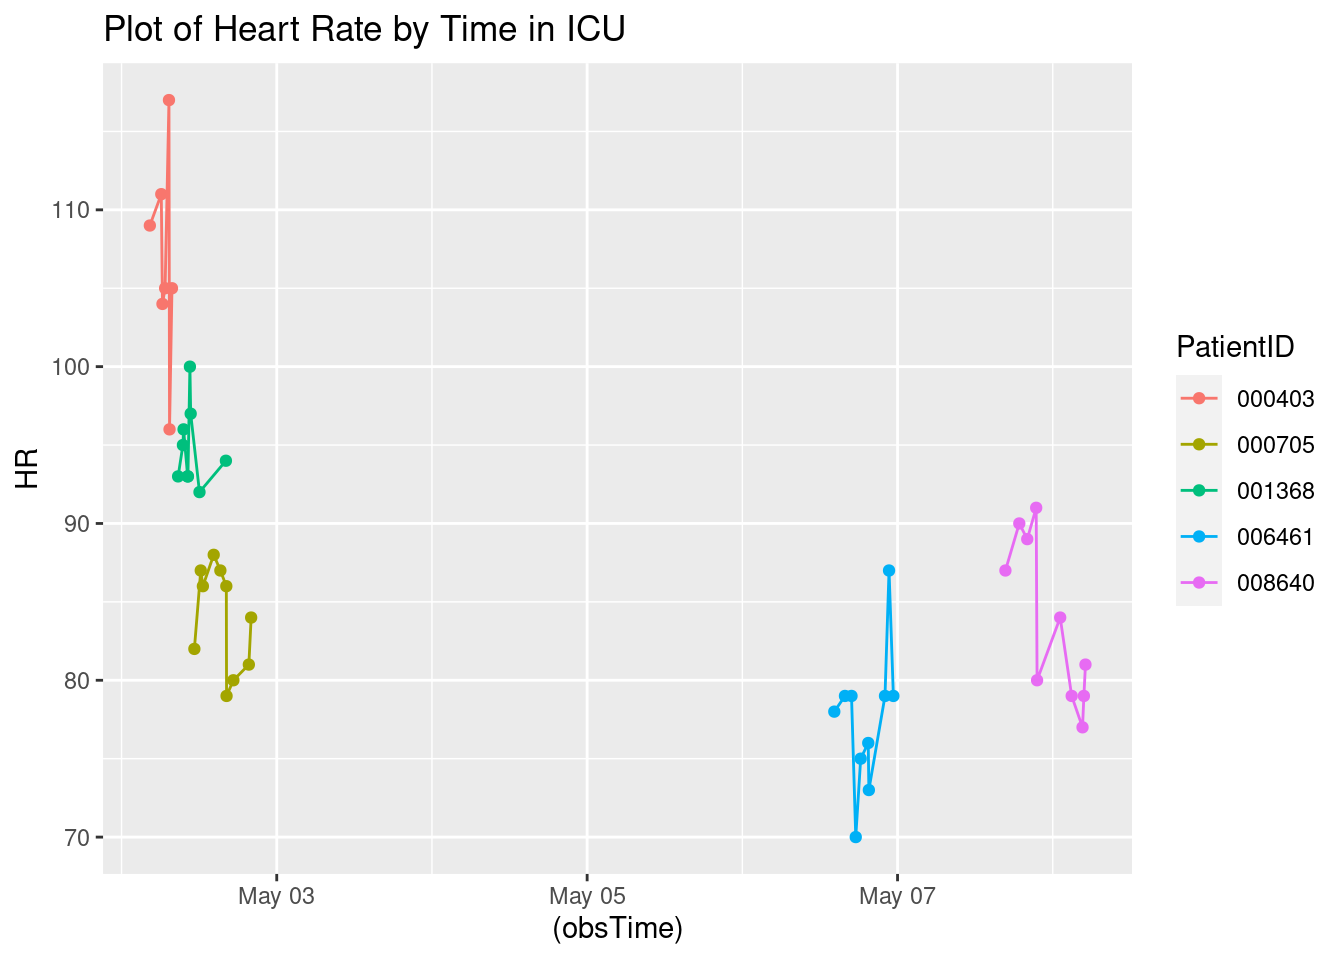 Plot of Heart Rate by Time in ICU
110
100
90
80
70
HR
May 03
May 05
May 07
(obsTime)
PatientID
000403
000705
001368
006461
008640